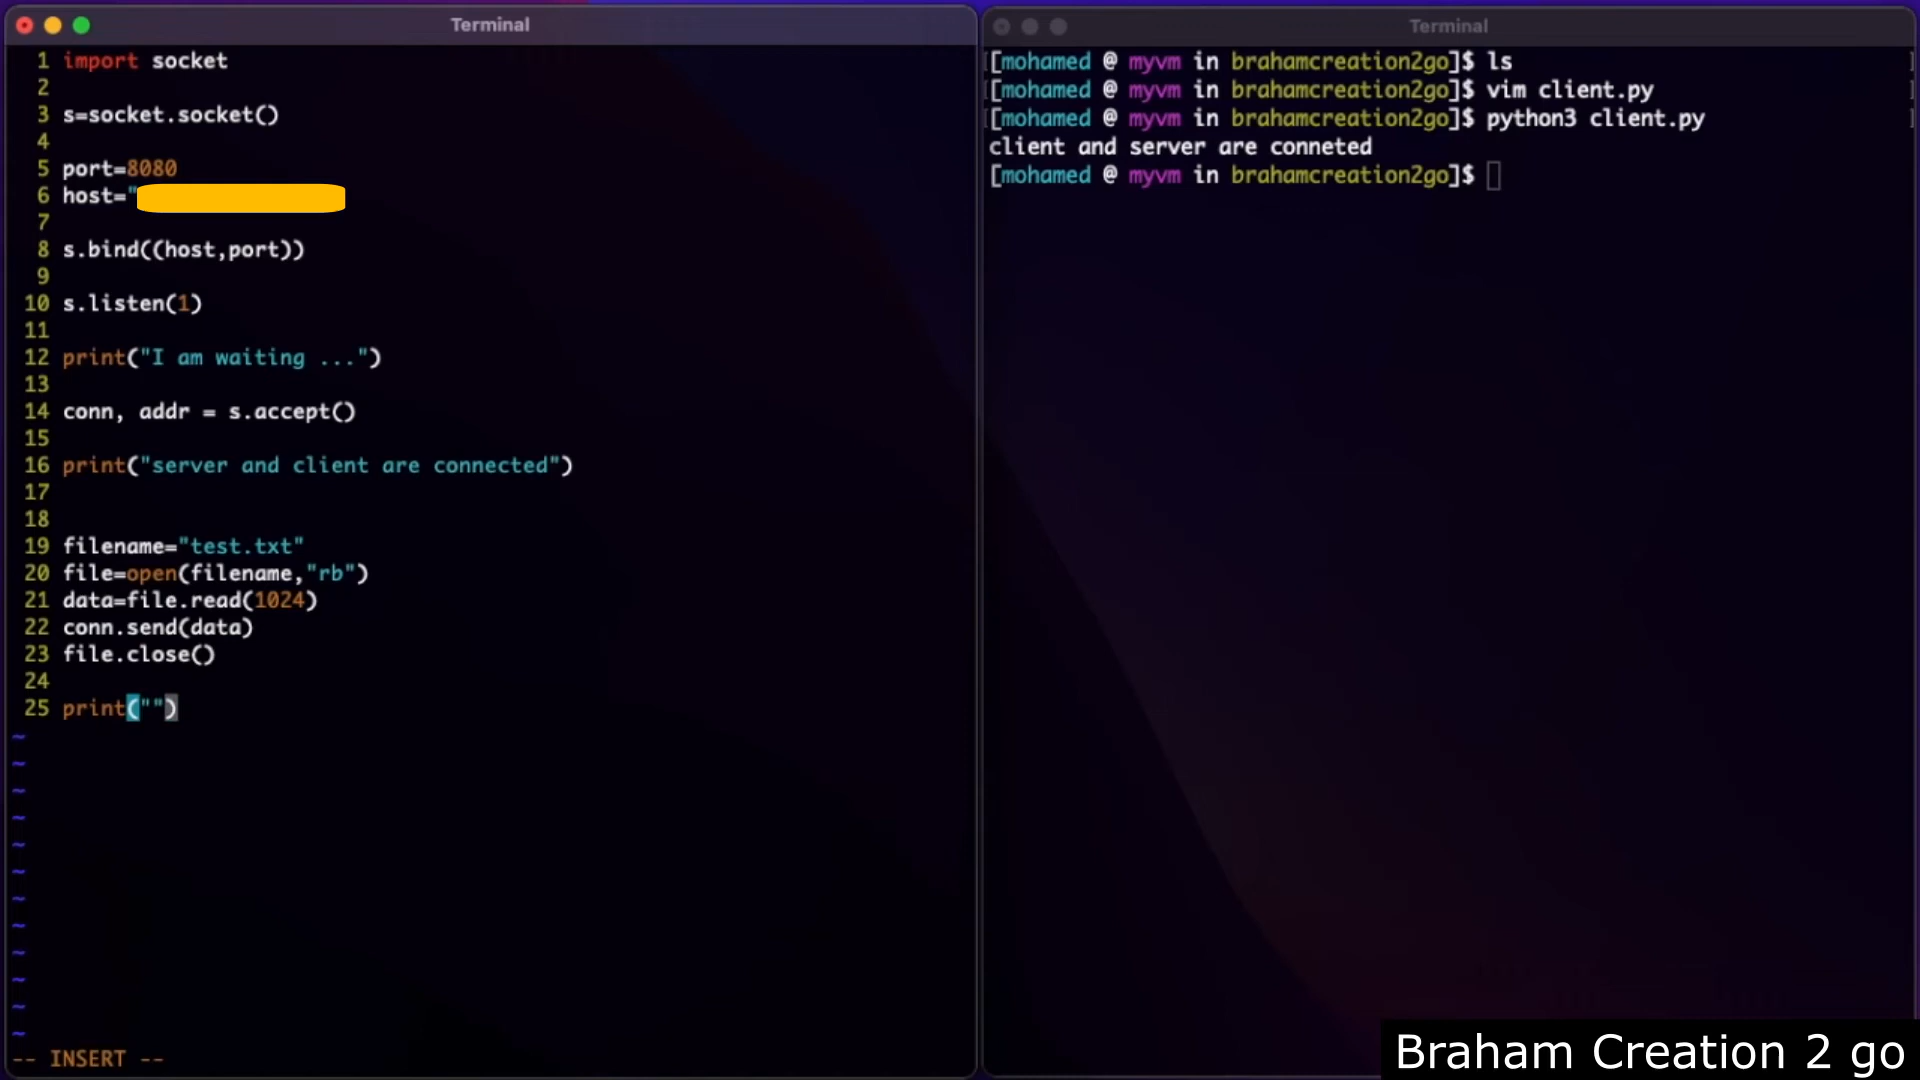 Terminal
1 import socket
2
3 s=socket.socket()
4
5 port=8080
6 host="
7
8 s.bind((host,port))
9
10 s.listen(1)
11
12 print("I am waiting ...")
13
14 conn, addr = s.accept()
15
16 print("server and client are connected")
17
18
19 filename="test.txt"
20 file=open(filename,"rb")
21 data=file.read(1024)
22 conn.send(data)
23 file.close()
24
25 print("")
~
~
~
~
~
~
~
~
~
~
~
~
-- INSERT --
Terminal
[mohamed @ myvm in brahamcreation2go]$ ls
[mohamed @ myvm in brahamcreation2go]$ vim client.py
[mohamed @ myvm in brahamcreation2go]$ python3 client.py
client and server are conneted
[mohamed @ myvm in brahamcreation2go]$
Braham Creation 2 go